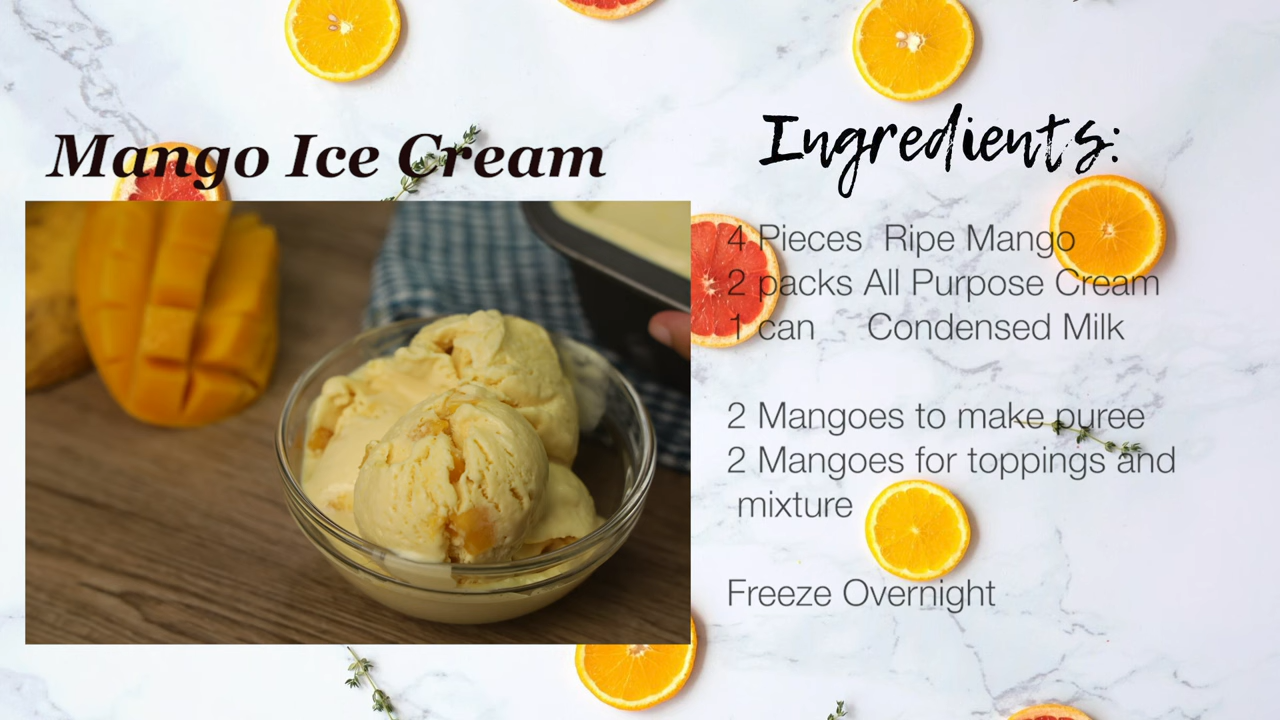 Mango Ice Cream
Ingredients:
4 Pieces Ripe Mango
2 packs All Purpose Cream
1 can Condensed Milk
2 Mangoes to make puree
2 Mangoes for toppings and
mixture
Freeze Overnight